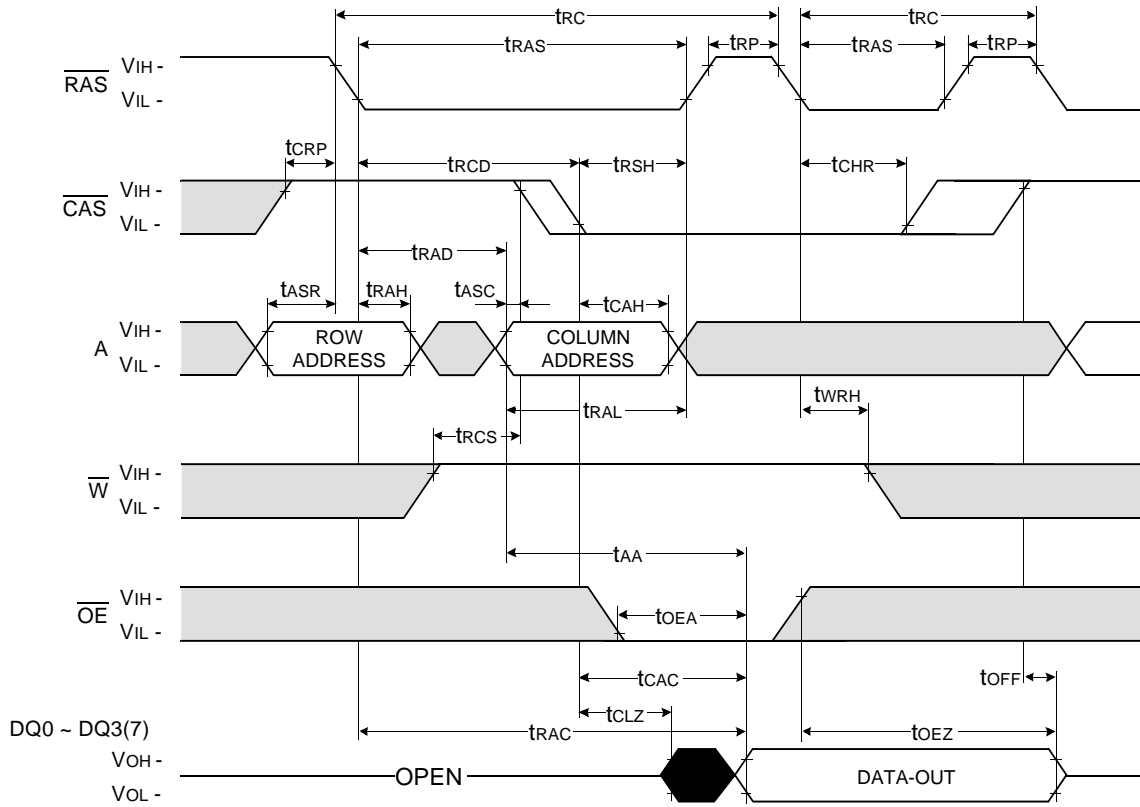 tRC tRC
tRAS tRP tRAS tRP
RAS VIH -
VIL -
tCRP tRCD tRSH tCHR
CAS VIH -
VIL -
tRAD
tASR tRAH tASC tCAH
A VIH -
VIL -
ROW
ADDRESS
COLUMN
ADDRESS
tRAL tWRH
tRCS
W VIH -
VIL -
tAA
OE VIH -
VIL -
tOEA
tCAC tOFF
tCLZ
DQ0 ~ DQ3(7)
tRAC tOEZ
VOH -
VOL -
OPEN DATA-OUT